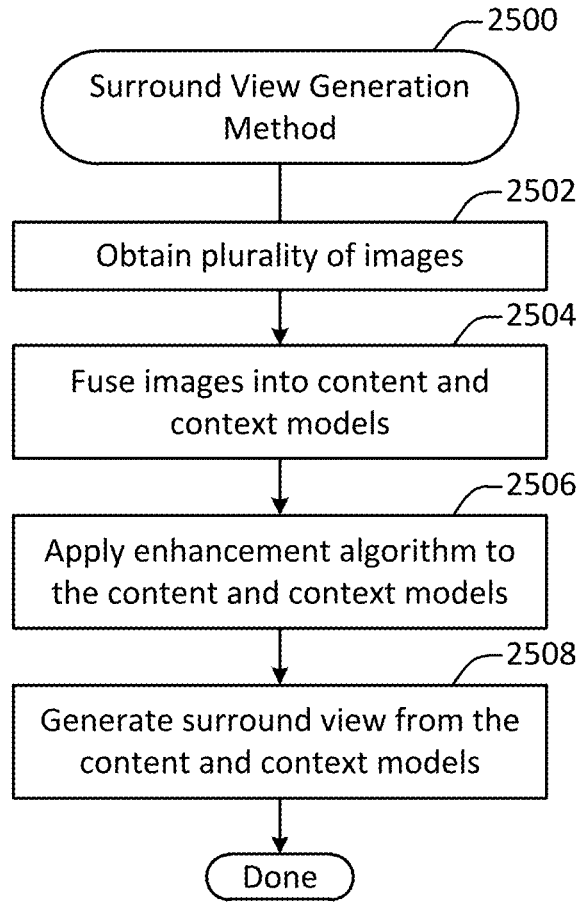 2500
Surround View Generation
Method
2502
Obtain plurality of images
2504
Fuse images into content and
context models
2506
Apply enhancement algorithm to
the content and context models
2508
Generate surround view from the
content and context models
Done